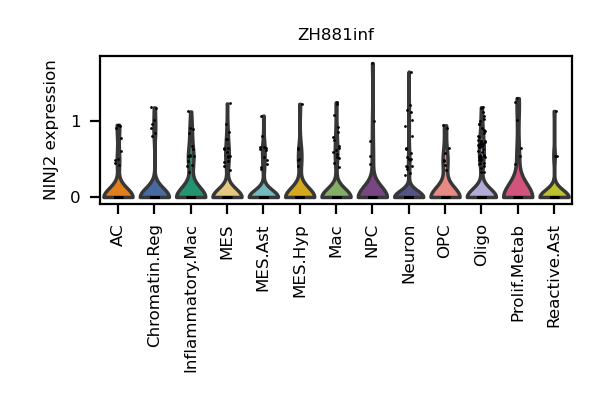 ZH881inf
NINJ2 expression
1
0
AC
Chromatin.Reg
Inflammatory.Mac
MES
MES.Ast
MES.Hyp
Mac
NPC
Neuron
OPC
Oligo
Prolif.Metab
Reactive.Ast